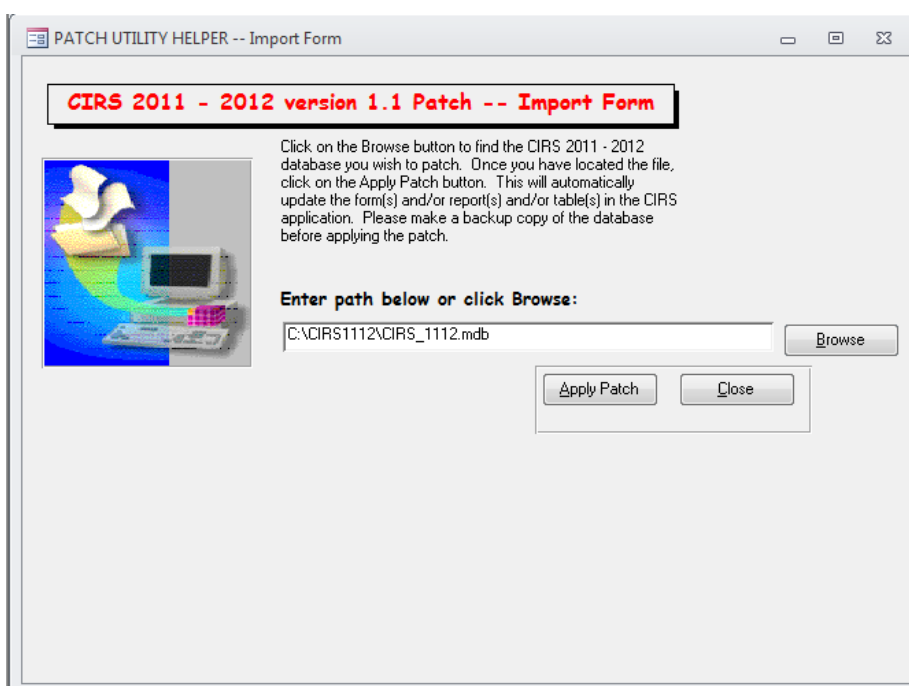 PATCH UTILITY HELPER -- Import Form
CIRS 2011 - 2012 version 1.1 Patch -- Import Form
Click on the Browse button to find the CIRS 2011 - 2012
database you wish to patch. Once you have located the file,
click on the Apply Patch button. This will automatically
update the form(s) and/or report(s) and/or table(s) in the CIRS
application. Please make a backup copy of the database
before applying the patch.
Enter path below or click Browse:
C:\CIRS1112\CIRS_1112.mdb
Browse
Apply Patch
Close